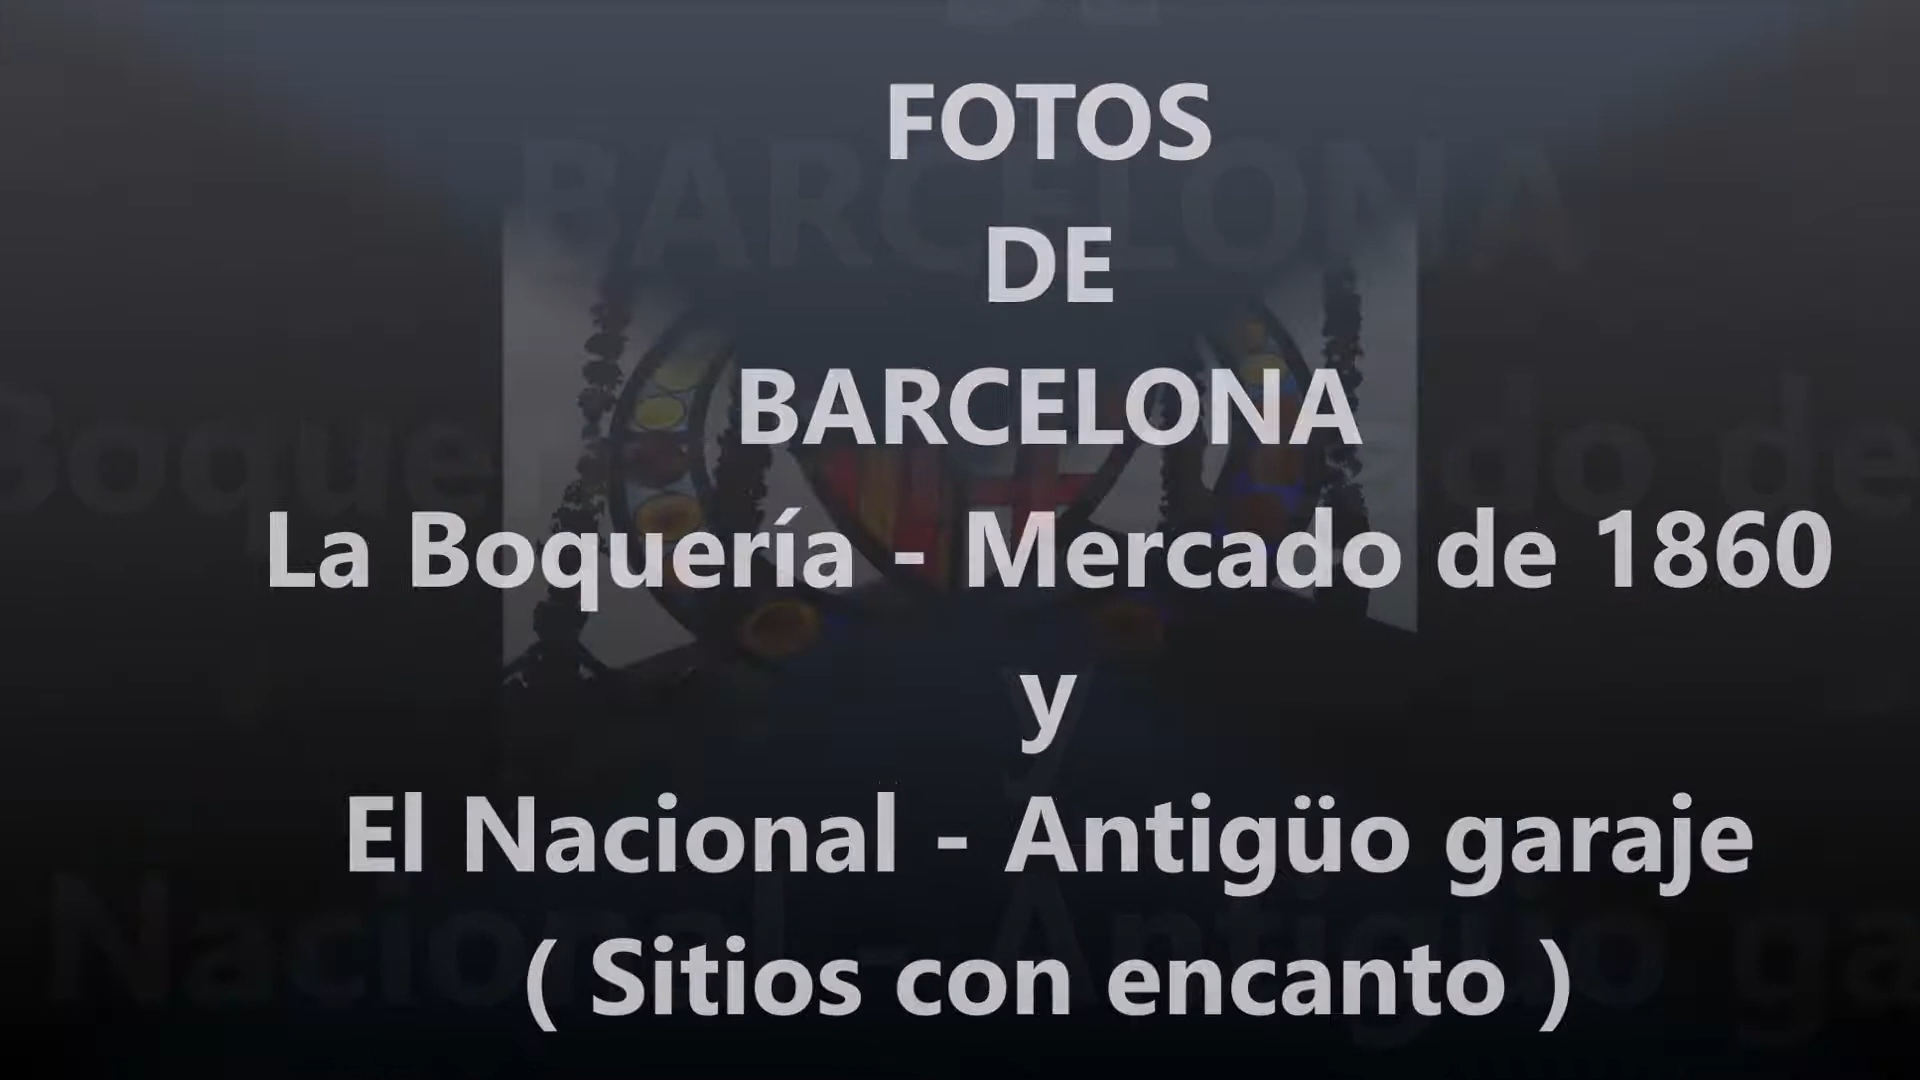 FOTOS
DE
BARCELONA
La Boquería - Mercado de 1860
y
El Nacional - Antigüo garaje
( Sitios con encanto )